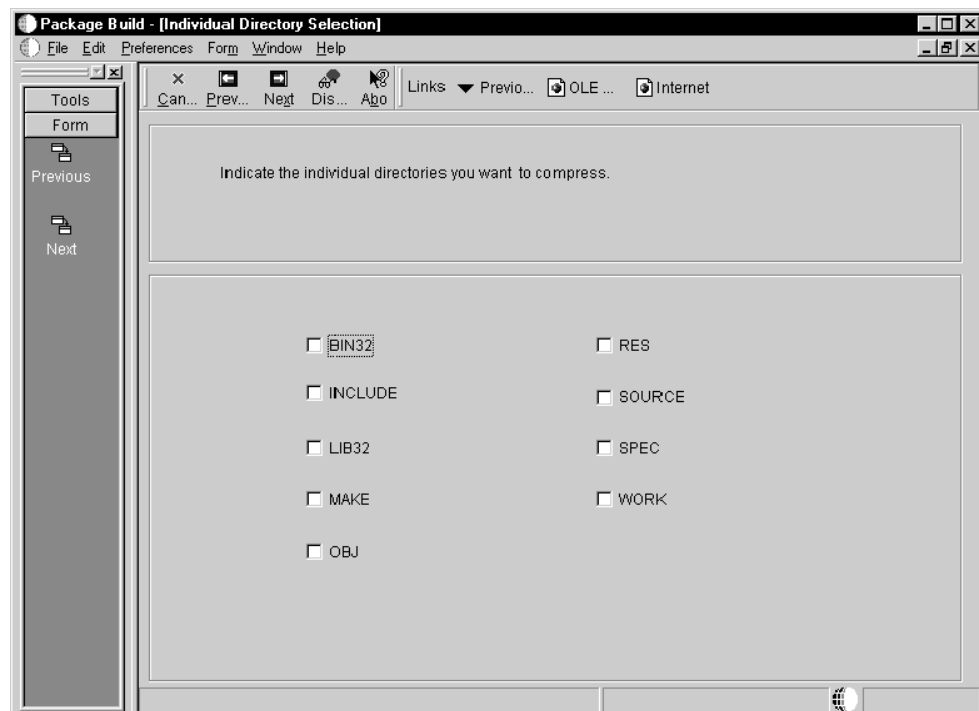 Package Build - [Individual Directory Selection]
File Edit Preferences Form Window Help
Can... Prev... Next Dis... Abo Links Previo... OLE ... Internet
Tools
Form
Previous
Next
Indicate the individual directories you want to compress.
BIN32 RES
INCLUDE SOURCE
LIB32 SPEC
MAKE WORK
OBJ